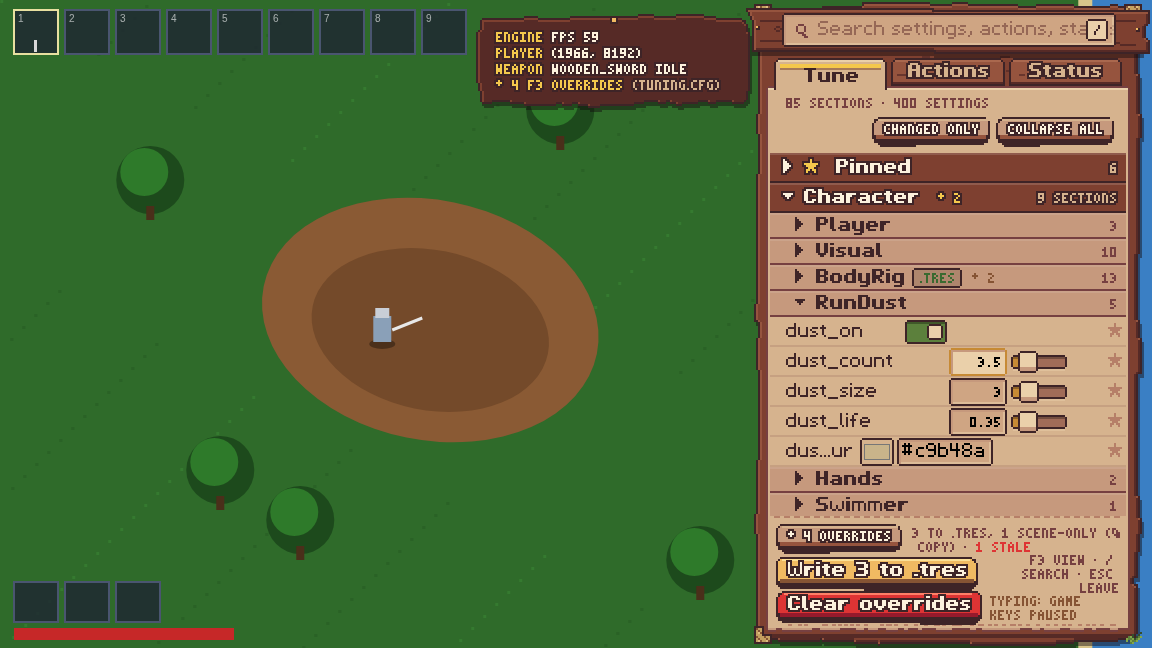 1 2 3 4 5 6 7 8 9
ENGINE FPS 59
PLAYER (1966, 8192)
WEAPON WOODEN_SWORD IDLE
+ 4 F3 OVERRIDES (TUNING.CFG)
Search settings, actions, sta /
Tune Actions Status
85 SECTIONS · 400 SETTINGS
CHANGED ONLY COLLAPSE ALL
Pinned 6
Character + 2 9 SECTIONS
Player 3
Visual 10
BodyRig .TRES + 2 13
RunDust 5
dust_on
dust_count 3.5
dust_size 3
dust_life 0.35
dus...ur #c9b48a
Hands 2
Swimmer 1
+ 4 OVERRIDES
3 TO .TRES, 1 SCENE-ONLY (%
COPY) · 1 STALE
Write 3 to .tres
F3 VIEW · /
SEARCH · ESC
LEAVE
Clear overrides
TYPING: GAME
KEYS PAUSED